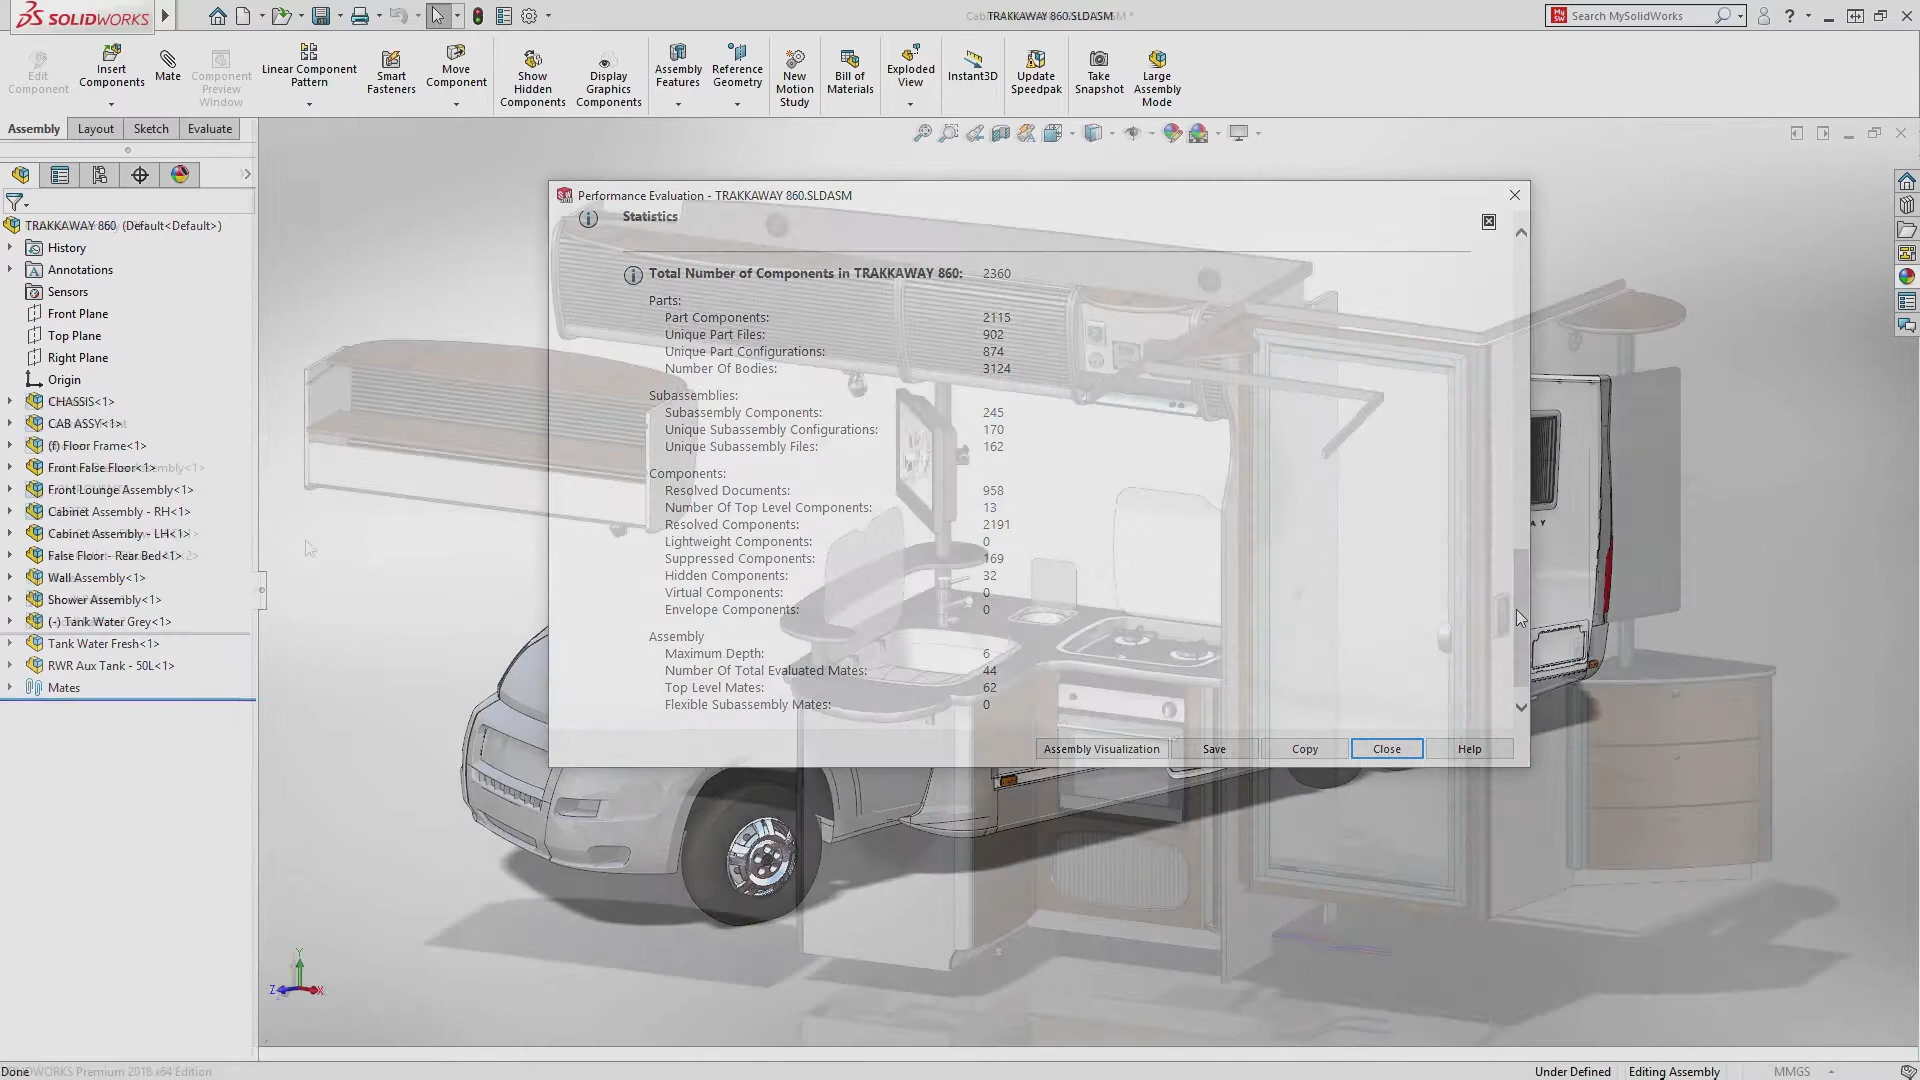 SOLIDWORKS
TRAKKAWAY 860.SLDASM
Search MySolidWorks
Edit Component
Insert Components
Mate
Component Preview Window
Linear Component Pattern
Smart Fasteners
Move Component
Show Hidden Components
Display Graphics Components
Assembly Features
Reference Geometry
New Motion Study
Bill of Materials
Exploded View
Instant3D
Update Speedpak
Take Snapshot
Large Assembly Mode
Assembly
Layout
Sketch
Evaluate
TRAKKAWAY 860 (Default<Default>)
History
Annotations
Sensors
Front Plane
Top Plane
Right Plane
Origin
CHASSIS<1>
CAB ASSY<1>
(f) Floor Frame<1>
Front False Floor<1>
Front Lounge Assembly<1>
Cabinet Assembly - RH<1>
Cabinet Assembly - LH<1>
False Floor - Rear Bed<1>
Wall Assembly<1>
Shower Assembly<1>
(-) Tank Water Grey<1>
Tank Water Fresh<1>
RWR Aux Tank - 50L<1>
Mates
Performance Evaluation - TRAKKAWAY 860.SLDASM
Statistics
Total Number of Components in TRAKKAWAY 860: 2360
Parts:
Part Components: 2115
Unique Part Files: 902
Unique Part Configurations: 874
Number Of Bodies: 3124
Subassemblies:
Subassembly Components: 245
Unique Subassembly Configurations: 170
Unique Subassembly Files: 162
Components:
Resolved Documents: 958
Number Of Top Level Components: 13
Resolved Components: 2191
Lightweight Components: 0
Suppressed Components: 169
Hidden Components: 32
Virtual Components: 0
Envelope Components: 0
Assembly
Maximum Depth: 6
Number Of Total Evaluated Mates: 44
Top Level Mates: 62
Flexible Subassembly Mates: 0
Assembly Visualization
Save
Copy
Close
Help
Z
Y
X
Done
WORKS Premium 2018 x64 Edition
Under Defined
Editing Assembly
MMGS